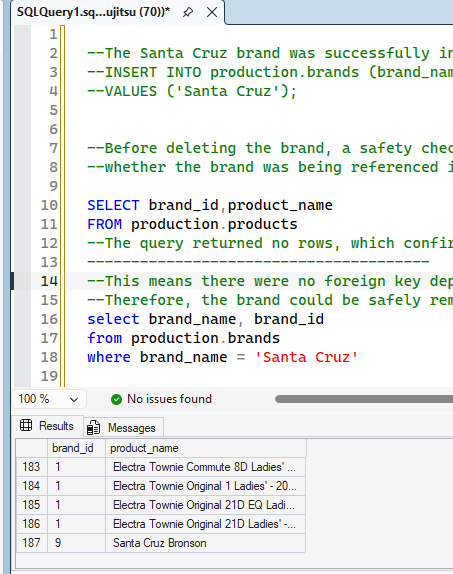 SQLQuery1.sq...ujitsu (70))*
1
2 --The Santa Cruz brand was successfully in
3 --INSERT INTO production.brands (brand_nam
4 --VALUES ('Santa Cruz');
5
6
7 --Before deleting the brand, a safety chec
8 --whether the brand was being referenced i
9
10 SELECT brand_id,product_name
11 FROM production.products
12 --The query returned no rows, which confir
13 ---------------------------------------
14 --This means there were no foreign key dep
15 --Therefore, the brand could be safely rem
16 select brand_name, brand_id
17 from production.brands
18 where brand_name = 'Santa Cruz'
19
100 % No issues found
Results Messages
brand_id product_name
183 1 Electra Townie Commute 8D Ladies' ...
184 1 Electra Townie Original 1 Ladies' - 20...
185 1 Electra Townie Original 21D EQ Ladi...
186 1 Electra Townie Original 21D Ladies' -...
187 9 Santa Cruz Bronson